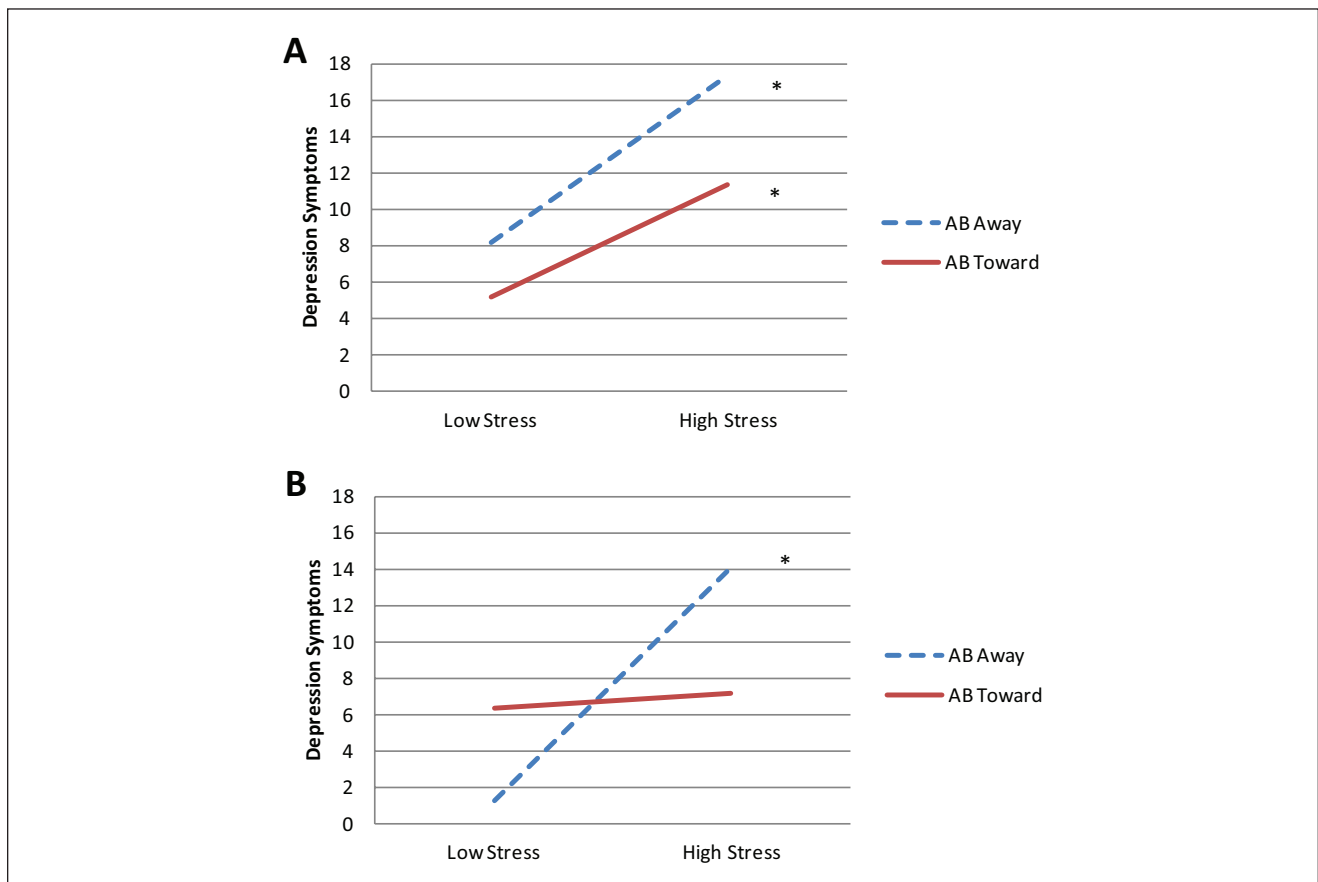 A
18
16
14
12
10
8
6
4
2
0
Depression Symptoms
*
*
Low Stress High Stress
AB Away
AB Toward
B
18
16
14
12
10
8
6
4
2
0
Depression Symptoms
*
Low Stress High Stress
AB Away
AB Toward